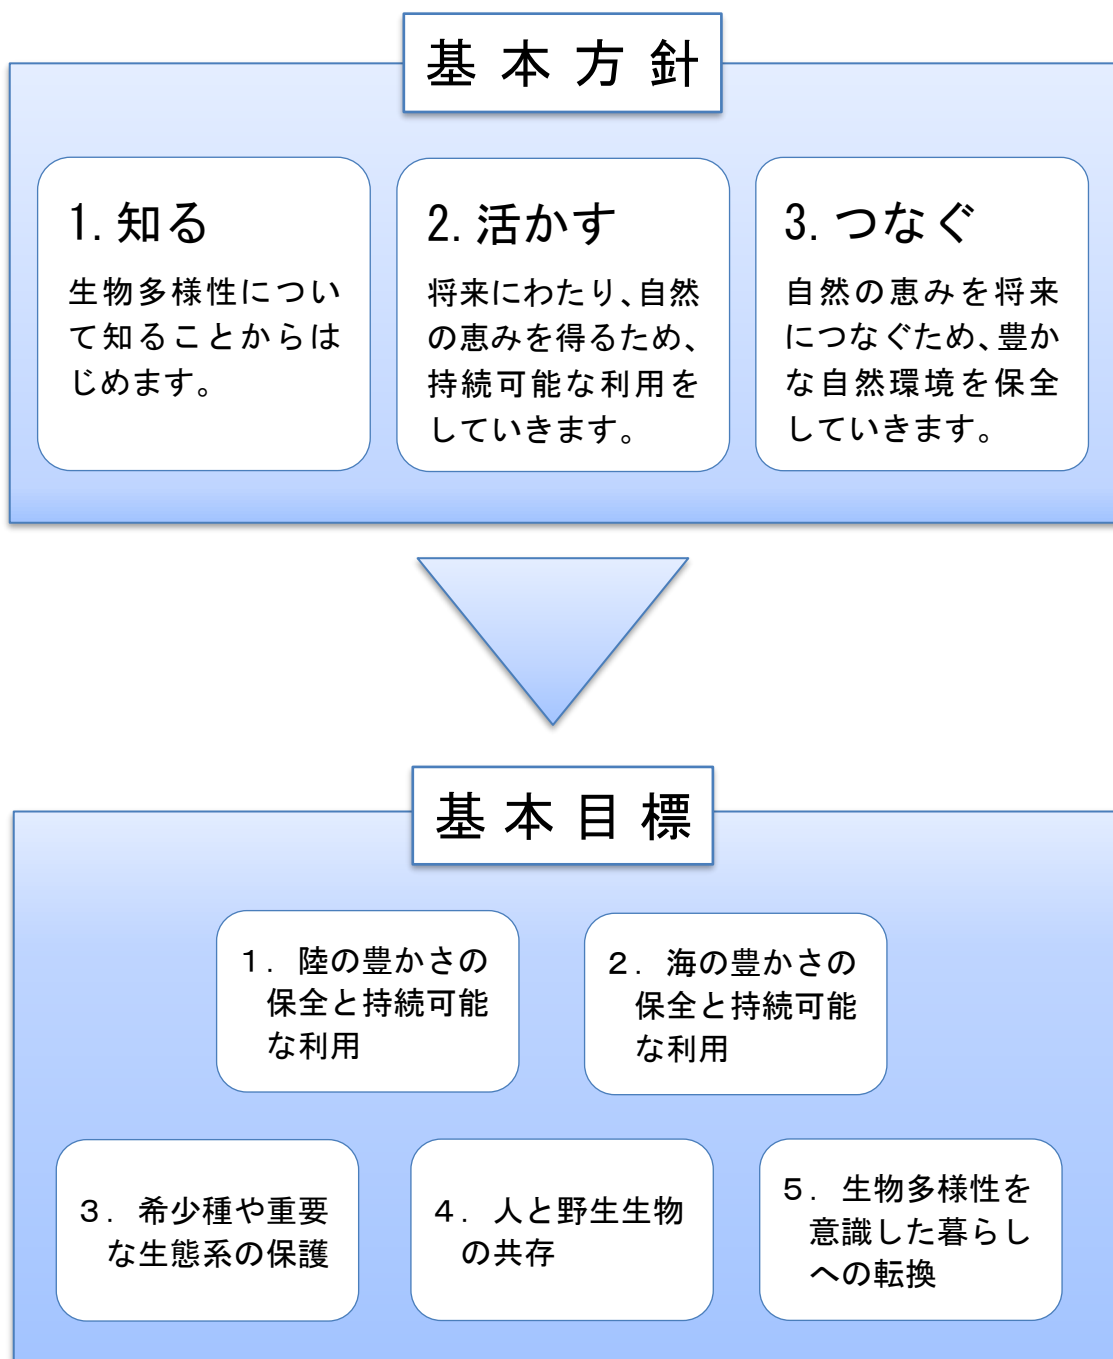 基本方針
1. 知る
生物多様性につい
て知ることからは
じめます。
2. 活かす
将来にわたり、自然
の恵みを得るため、
持続可能な利用を
していきます。
3. つなぐ
自然の恵みを将来
につなぐため、豊か
な自然環境を保全
していきます。
基本目標
１．陸の豊かさの
保全と持続可能
な利用
２．海の豊かさの
保全と持続可能
な利用
３．希少種や重要
な生態系の保護
４．人と野生生物
の共存
５．生物多様性を
意識した暮らし
への転換